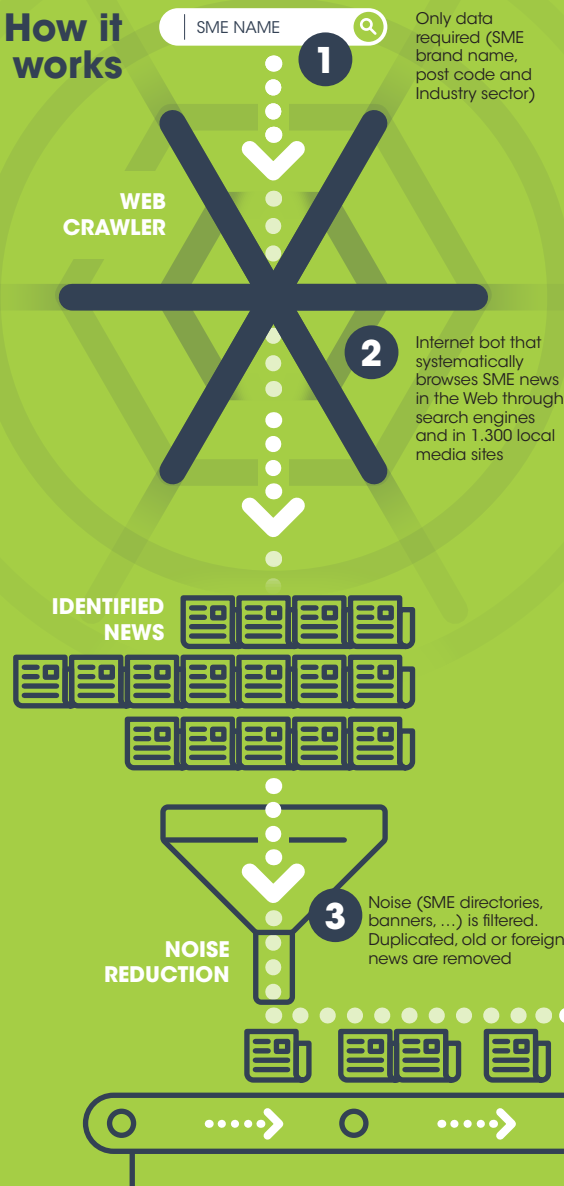 How it
works
SME NAME
1
Only data
required (SME
brand name,
post code and
Industry sector)
WEB
CRAWLER
2
Internet bot that
systematically
browses SME news
in the Web through
search engines
and in 1.300 local
media sites
IDENTIFIED
NEWS
3
Noise (SME directories,
banners, ...) is filtered.
Duplicated, old or foreign
news are removed
NOISE
REDUCTION